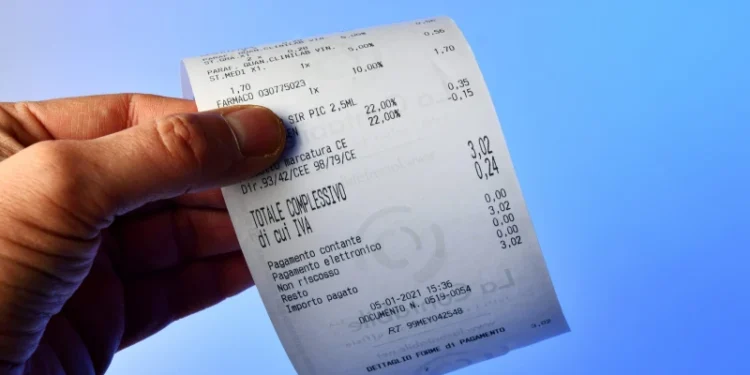 PARAF. QUAN.CLINILAB VIN. 5,00% 0,56
ST.MEDI X1. 1x 1,70
1,70 10,00%
FARMACO 030775023 1x
SIR PIC 2,5ML 22,00% 0,35
EN 22,00% -0,15
marcatura CE
Dir.93/42/CEE 98/79/CE
TOTALE COMPLESSIVO 3,02
di cui IVA 0,24
Pagamento contante 0,00
Pagamento elettronico 3,02
Non riscosso 0,00
Resto 0,00
Importo pagato 3,02
05-01-2021 15:36
DOCUMENTO N. 0519-0054
RT 99MEY042548
DETTAGLIO FORME di PAGAMENTO